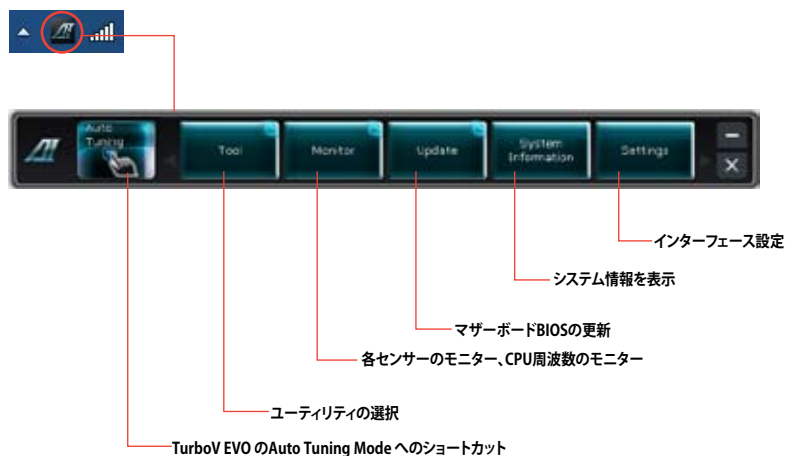 Auto
Tuning
Tool
Monitor
Update
System
Information
Settings
インターフェース設定
システム情報を表示
マザーボードBIOSの更新
各センサーのモニター、CPU周波数のモニター
ユーティリティの選択
TurboV EVO のAuto Tuning Mode へのショートカット